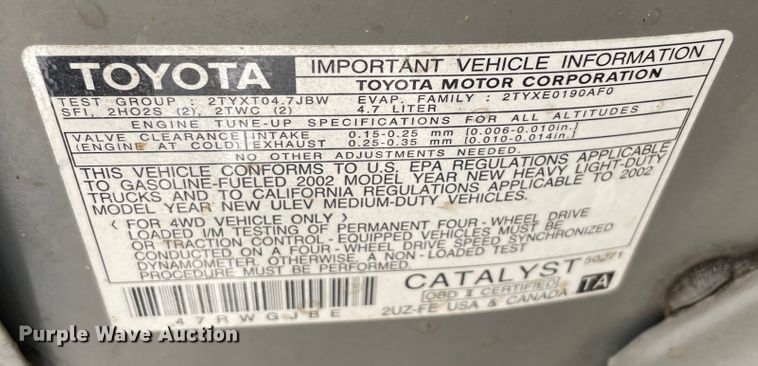 TOYOTA
IMPORTANT VEHICLE INFORMATION
TOYOTA MOTOR CORPORATION
TEST GROUP : 2TYXT04.7JBW EVAP. FAMILY : 2TYXE0190AF0
SFI, 2HO2S (2), 2TWC (2) 4.7 LITER
ENGINE TUNE-UP SPECIFICATIONS FOR ALL ALTITUDES
VALVE CLEARANCE INTAKE 0.15-0.25 mm [0.006-0.010in.]
(ENGINE AT COLD) EXHAUST 0.25-0.35 mm [0.010-0.014in.]
NO OTHER ADJUSTMENTS NEEDED.
THIS VEHICLE CONFORMS TO U.S. EPA REGULATIONS APPLICABLE
TO GASOLINE-FUELED 2002 MODEL YEAR NEW HEAVY LIGHT-DUTY
TRUCKS, AND TO CALIFORNIA REGULATIONS APPLICABLE TO 2002
MODEL YEAR NEW ULEV MEDIUM-DUTY VEHICLES.
< FOR 4WD VEHICLE ONLY >
LOADED I/M TESTING OF PERMANENT FOUR-WHEEL DRIVE
OR TRACTION CONTROL-EQUIPPED VEHICLES MUST BE
CONDUCTED ON A FOUR-WHEEL DRIVE SPEED SYNCHRONIZED
DYNAMOMETER, OTHERWISE, A NON-LOADED TEST
PROCEDURE MUST BE PERFORMED.
CATALYST 50271
OBD II CERTIFIED TA
47RWGJBE 2UZ-FE USA & CANADA
Purple Wave Auction